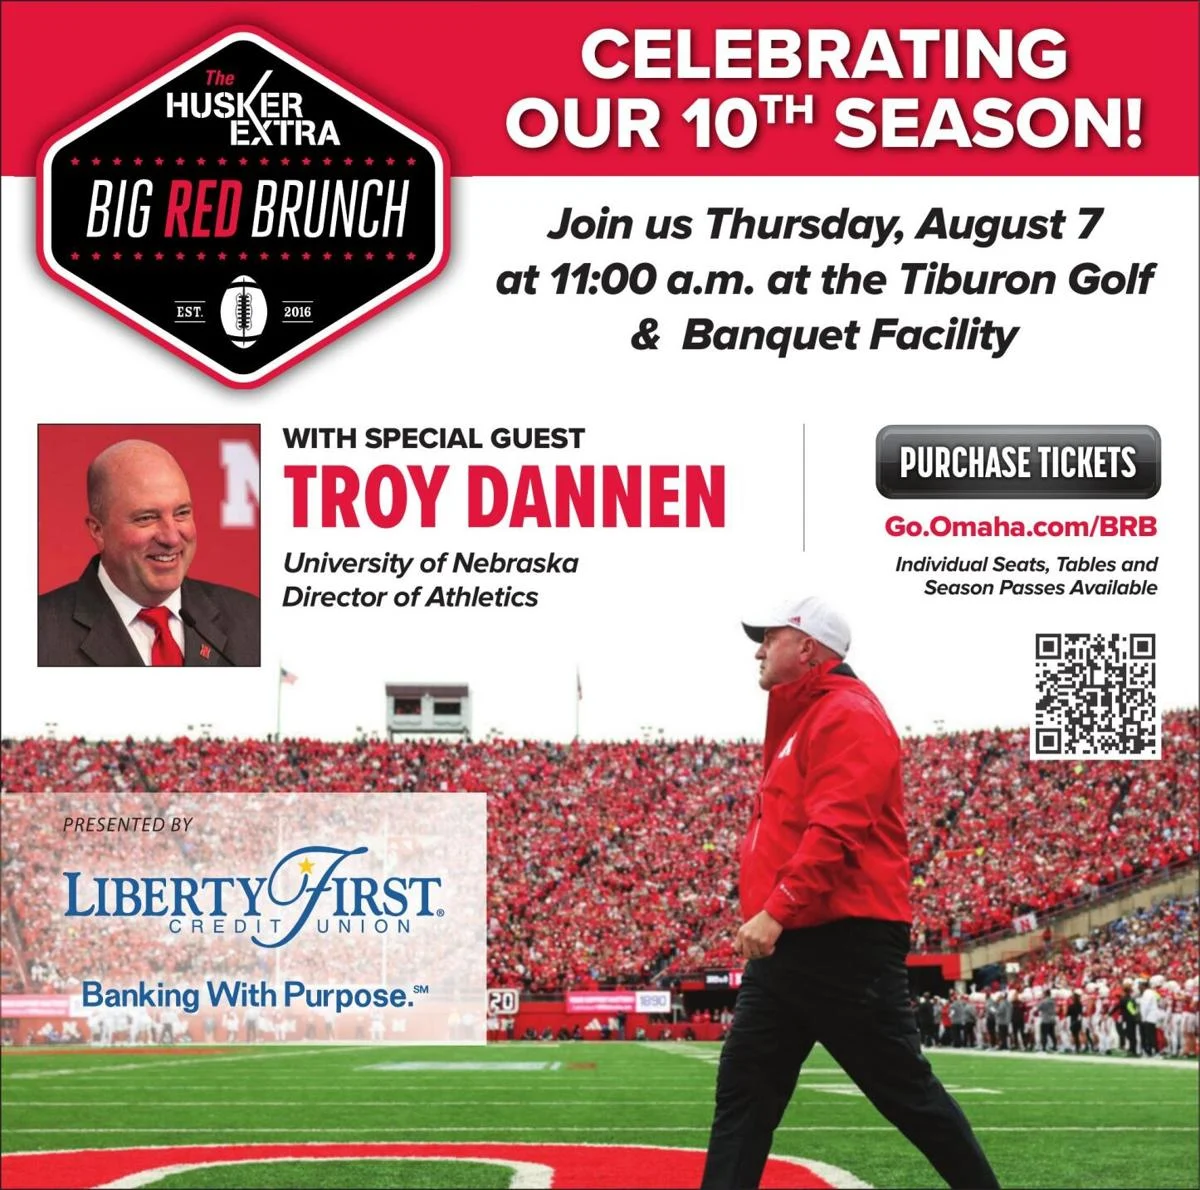 The
HUSKER
EXTRA
BIG RED BRUNCH
EST. 2016
CELEBRATING
OUR 10TH SEASON!
Join us Thursday, August 7
at 11:00 a.m. at the Tiburon Golf
& Banquet Facility
WITH SPECIAL GUEST
TROY DANNEN
University of Nebraska
Director of Athletics
PURCHASE TICKETS
Go.Omaha.com/BRB
Individual Seats, Tables and
Season Passes Available
PRESENTED BY
LIBERTY FIRST®
CREDIT UNION
Banking With Purpose.℠
N
20
1890